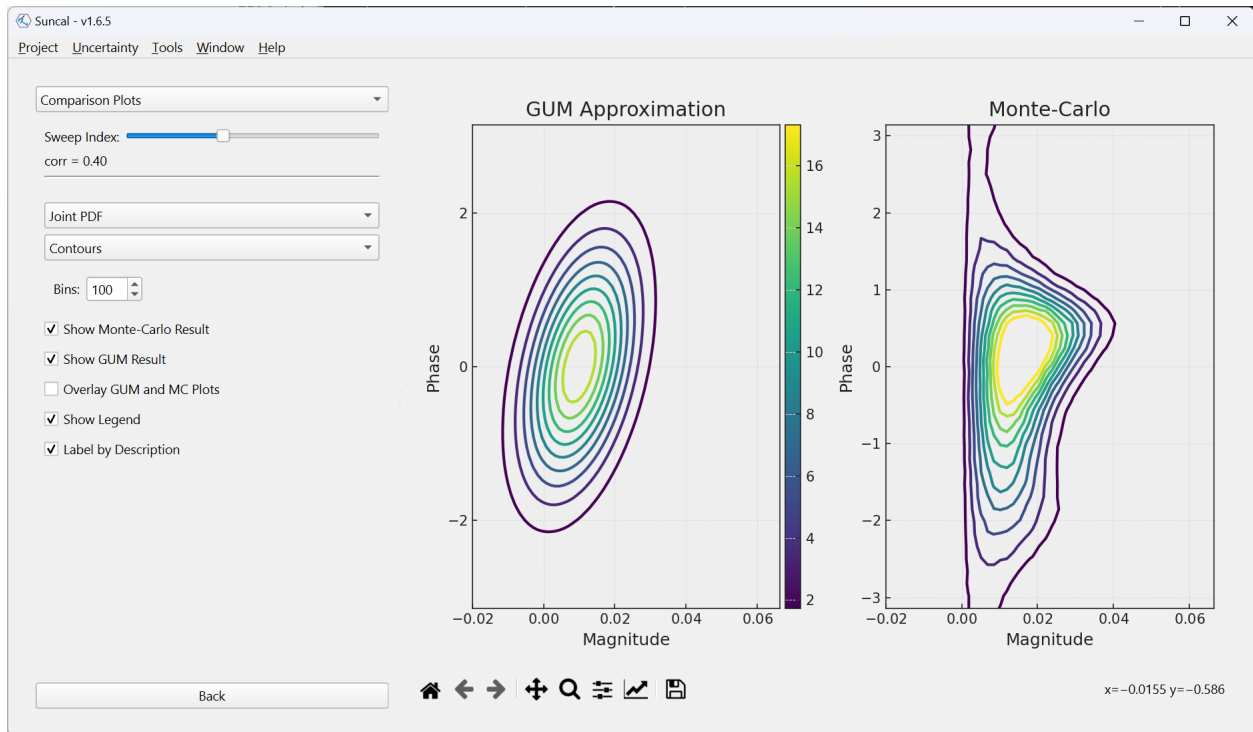 Suncal - v1.6.5
Project Uncertainty Tools Window Help
Comparison Plots
Sweep Index:
corr = 0.40
Joint PDF
Contours
Bins: 100
Show Monte-Carlo Result
Show GUM Result
Overlay GUM and MC Plots
Show Legend
Label by Description
Back
GUM Approximation
Phase
2
0
−2
−0.02 0.00 0.02 0.04 0.06
Magnitude
16
14
12
10
8
6
4
2
Monte-Carlo
Phase
3
2
1
0
−1
−2
−3
−0.02 0.00 0.02 0.04 0.06
Magnitude
x=−0.0155 y=−0.586